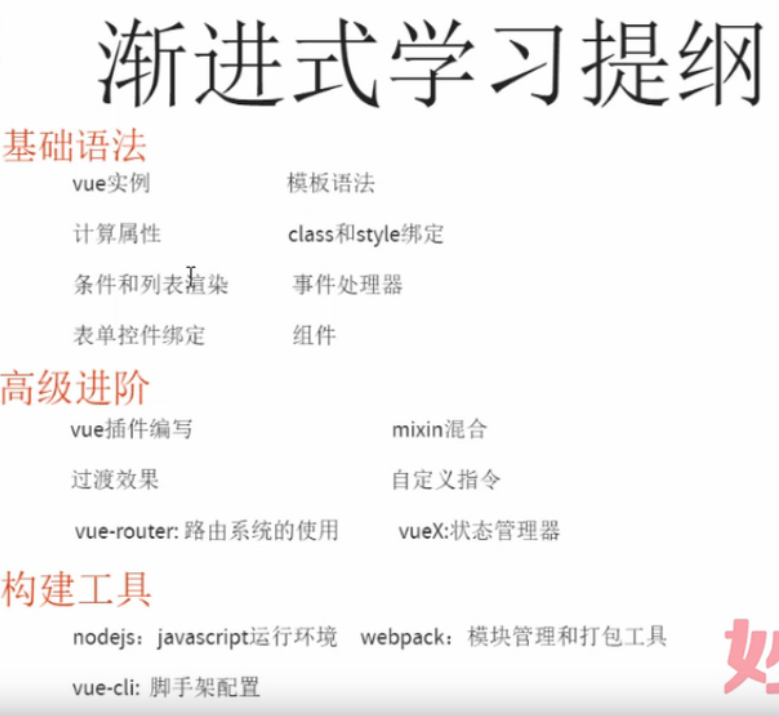 渐进式学习提纲
基础语法
vue实例 模板语法
计算属性 class和style绑定
条件和列表渲染 事件处理器
表单控件绑定 组件
高级进阶
vue插件编写 mixin混合
过渡效果 自定义指令
vue-router: 路由系统的使用 vueX:状态管理器
构建工具
nodejs：javascript运行环境 webpack：模块管理和打包工具
vue-cli: 脚手架配置
妙